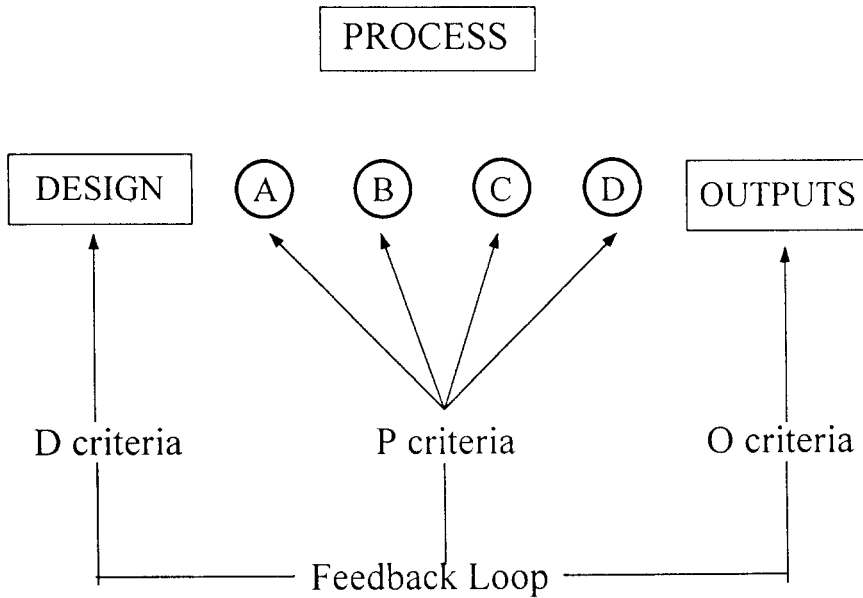 PROCESS
DESIGN A B C D OUTPUTS
D criteria P criteria O criteria
Feedback Loop